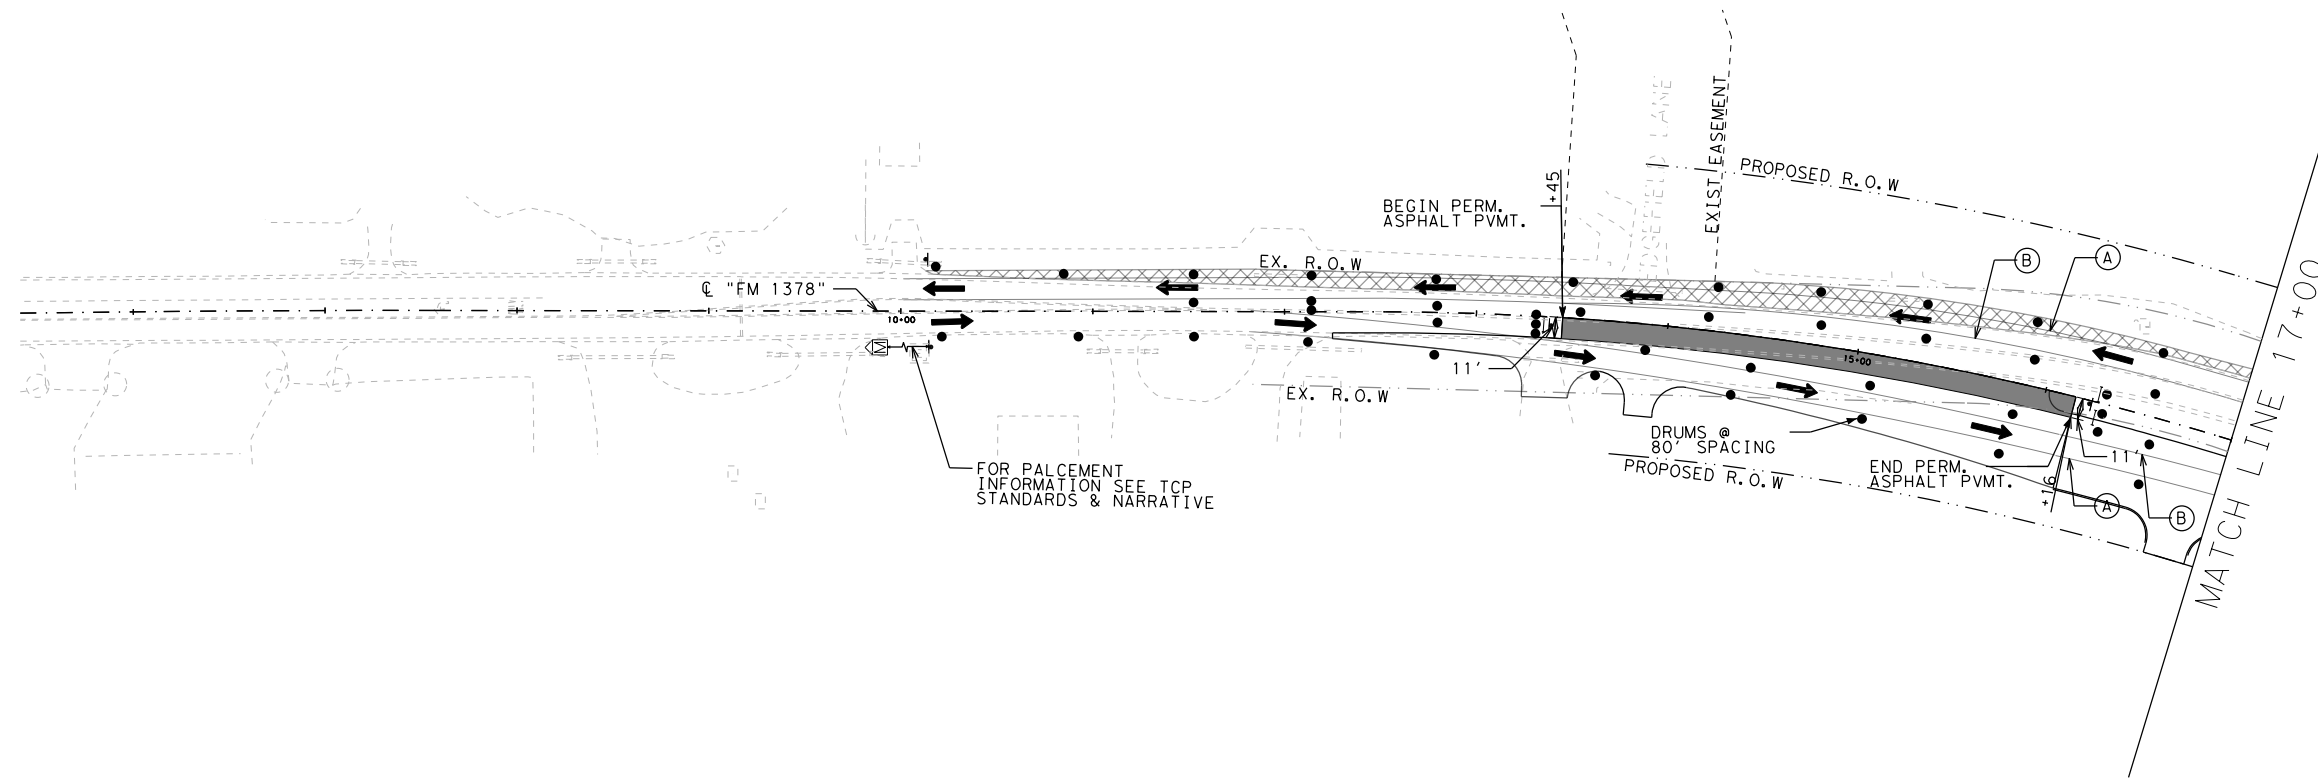 EXIST EASEMENT
PROPOSED R.O.W
+45
BEGIN PERM.
ASPHALT PVMT.
EX. R.O.W
B
A
℄ "FM 1378"
10+00
15+00
11'
EX. R.O.W
DRUMS @
80' SPACING
PROPOSED R.O.W
END PERM.
ASPHALT PVMT.
11'
+16
A
B
FOR PALCEMENT
INFORMATION SEE TCP
STANDARDS & NARRATIVE
MATCH LINE 17+00